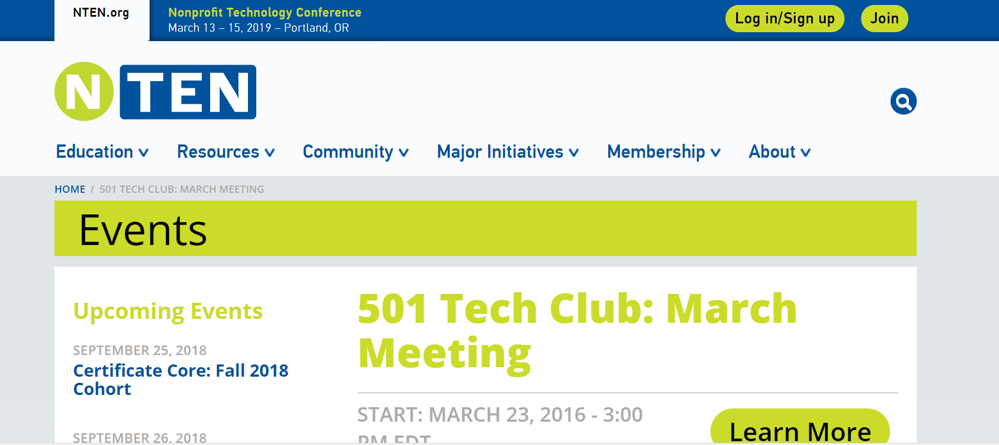 NTEN.org
Nonprofit Technology Conference
March 13 – 15, 2019 – Portland, OR
Log in/Sign up
Join
N TEN
Education
Resources
Community
Major Initiatives
Membership
About
HOME / 501 TECH CLUB: MARCH MEETING
Events
Upcoming Events
SEPTEMBER 25, 2018
Certificate Core: Fall 2018
Cohort
SEPTEMBER 26, 2018
501 Tech Club: March
Meeting
START: MARCH 23, 2016 - 3:00
PM EDT
Learn More